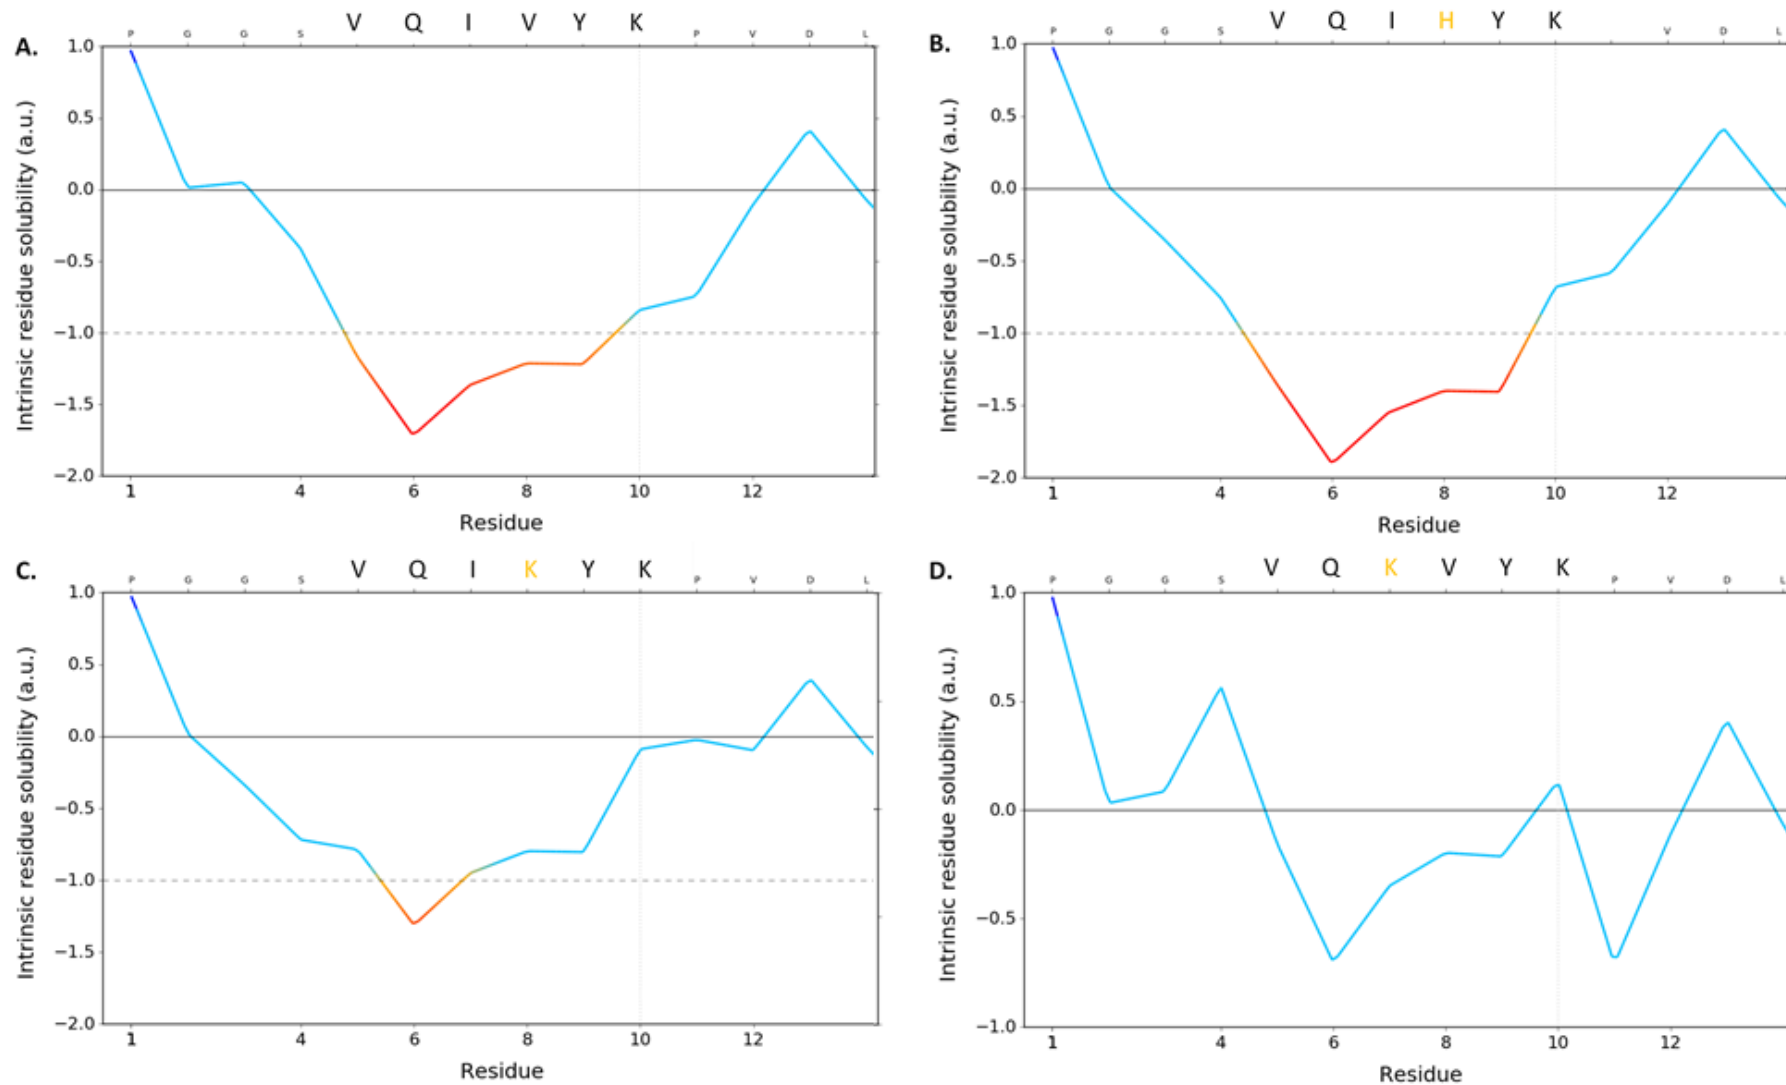 V Q I V Y K
A. P G G S P V D L
1.0
0.5
0.0
−0.5
−1.0
−1.5
−2.0
Intrinsic residue solubility (a.u.)
1 4 6 8 10 12
Residue
V Q I H Y K
B. P G G S V D L
1.0
0.5
0.0
−0.5
−1.0
−1.5
−2.0
Intrinsic residue solubility (a.u.)
1 4 6 8 10 12
Residue
C. V Q I K Y K
P G G S P V D L
1.0
0.5
0.0
−0.5
−1.0
−1.5
−2.0
Intrinsic residue solubility (a.u.)
1 4 6 8 10 12
Residue
D. V Q K V Y K
P G G S P V D L
1.0
0.5
0.0
−0.5
−1.0
Intrinsic residue solubility (a.u.)
1 4 6 8 10 12
Residue